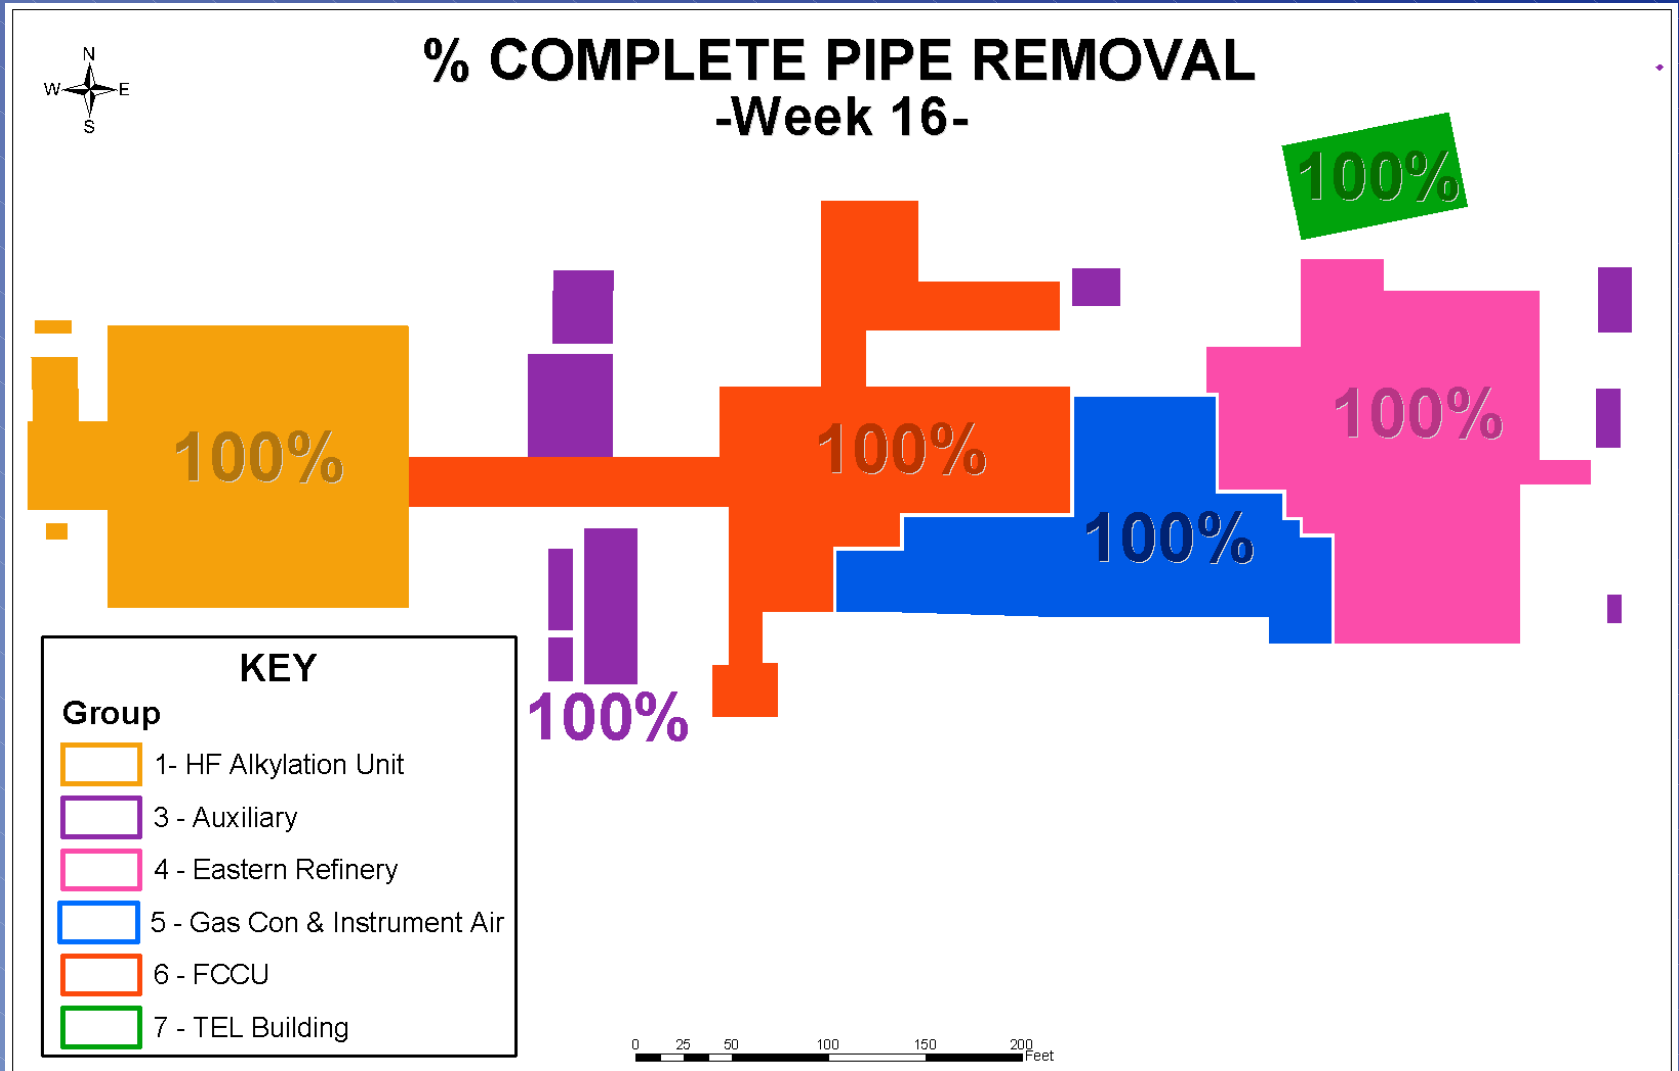 % COMPLETE PIPE REMOVAL
-Week 16-
N
W E
S
100%
100%
100%
100%
100%
100%
KEY
Group
1- HF Alkylation Unit
3 - Auxiliary
4 - Eastern Refinery
5 - Gas Con & Instrument Air
6 - FCCU
7 - TEL Building
0 25 50 100 150 200
Feet